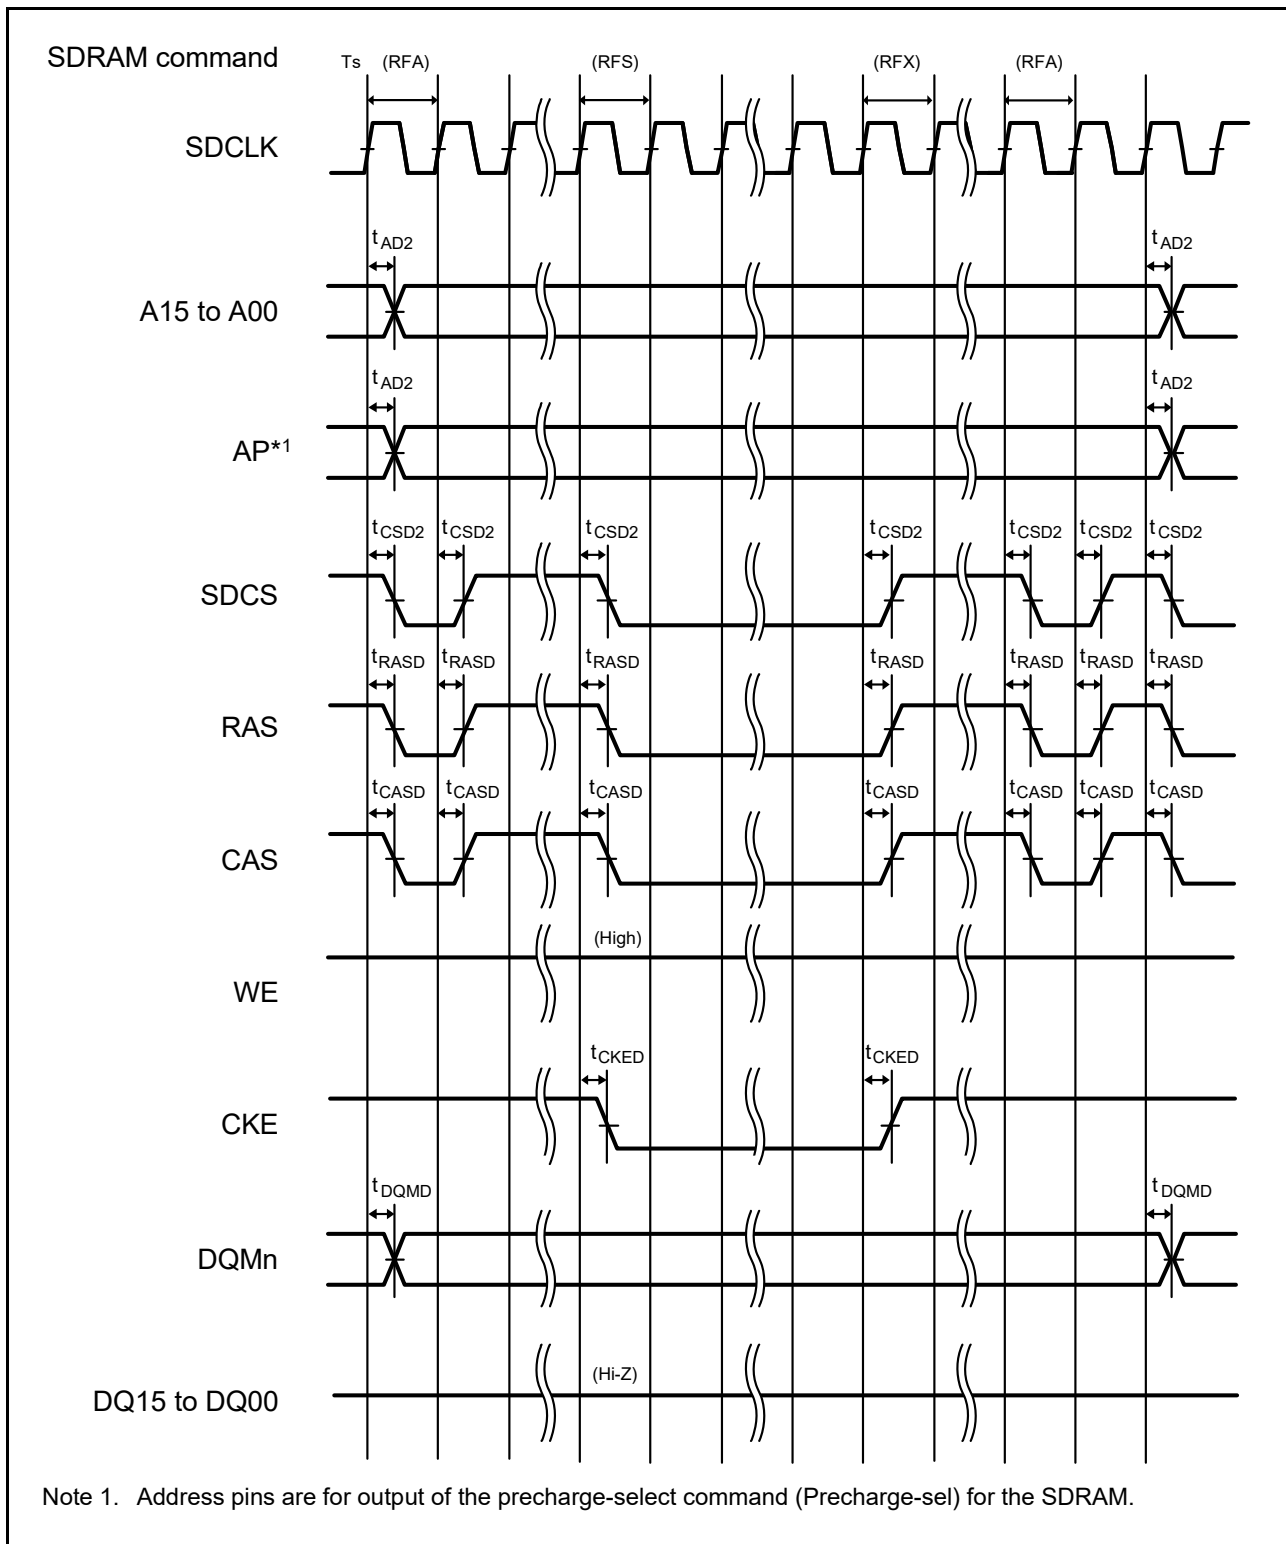 SDRAM command Ts (RFA) (RFS) (RFX) (RFA)
SDCLK
tAD2 tAD2
A15 to A00
tAD2 tAD2
AP*1
tCSD2 tCSD2 tCSD2 tCSD2 tCSD2 tCSD2 tCSD2
SDCS
tRASD tRASD tRASD tRASD tRASD tRASD tRASD
RAS
tCASD tCASD tCASD tCASD tCASD tCASD tCASD
CAS
(High)
WE
tCKED tCKED
CKE
tDQMD tDQMD
DQMn
(Hi-Z)
DQ15 to DQ00
Note 1. Address pins are for output of the precharge-select command (Precharge-sel) for the SDRAM.